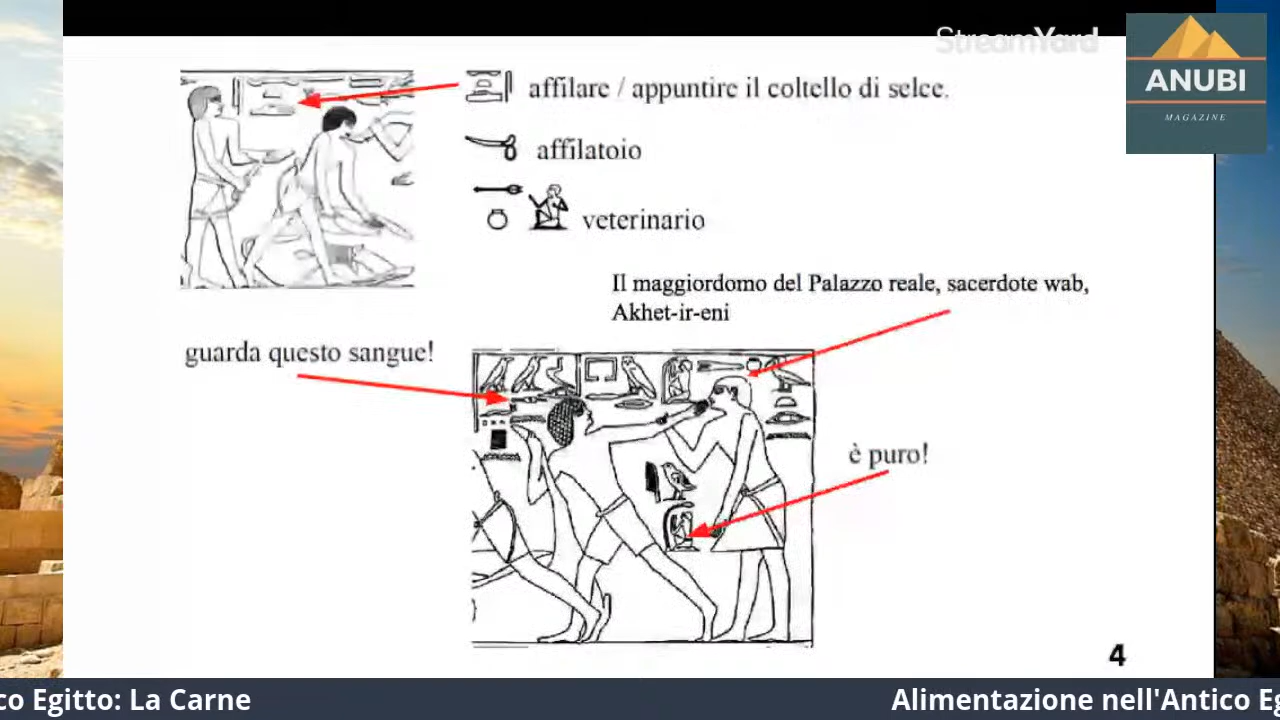 StreamYard
ANUBI
MAGAZINE
affilare / appuntire il coltello di selce.
affilatoio
veterinario
Il maggiordomo del Palazzo reale, sacerdote wab,
Akhet-ir-eni
guarda questo sangue!
è puro!
4
co Egitto: La Carne
Alimentazione nell'Antico Eg